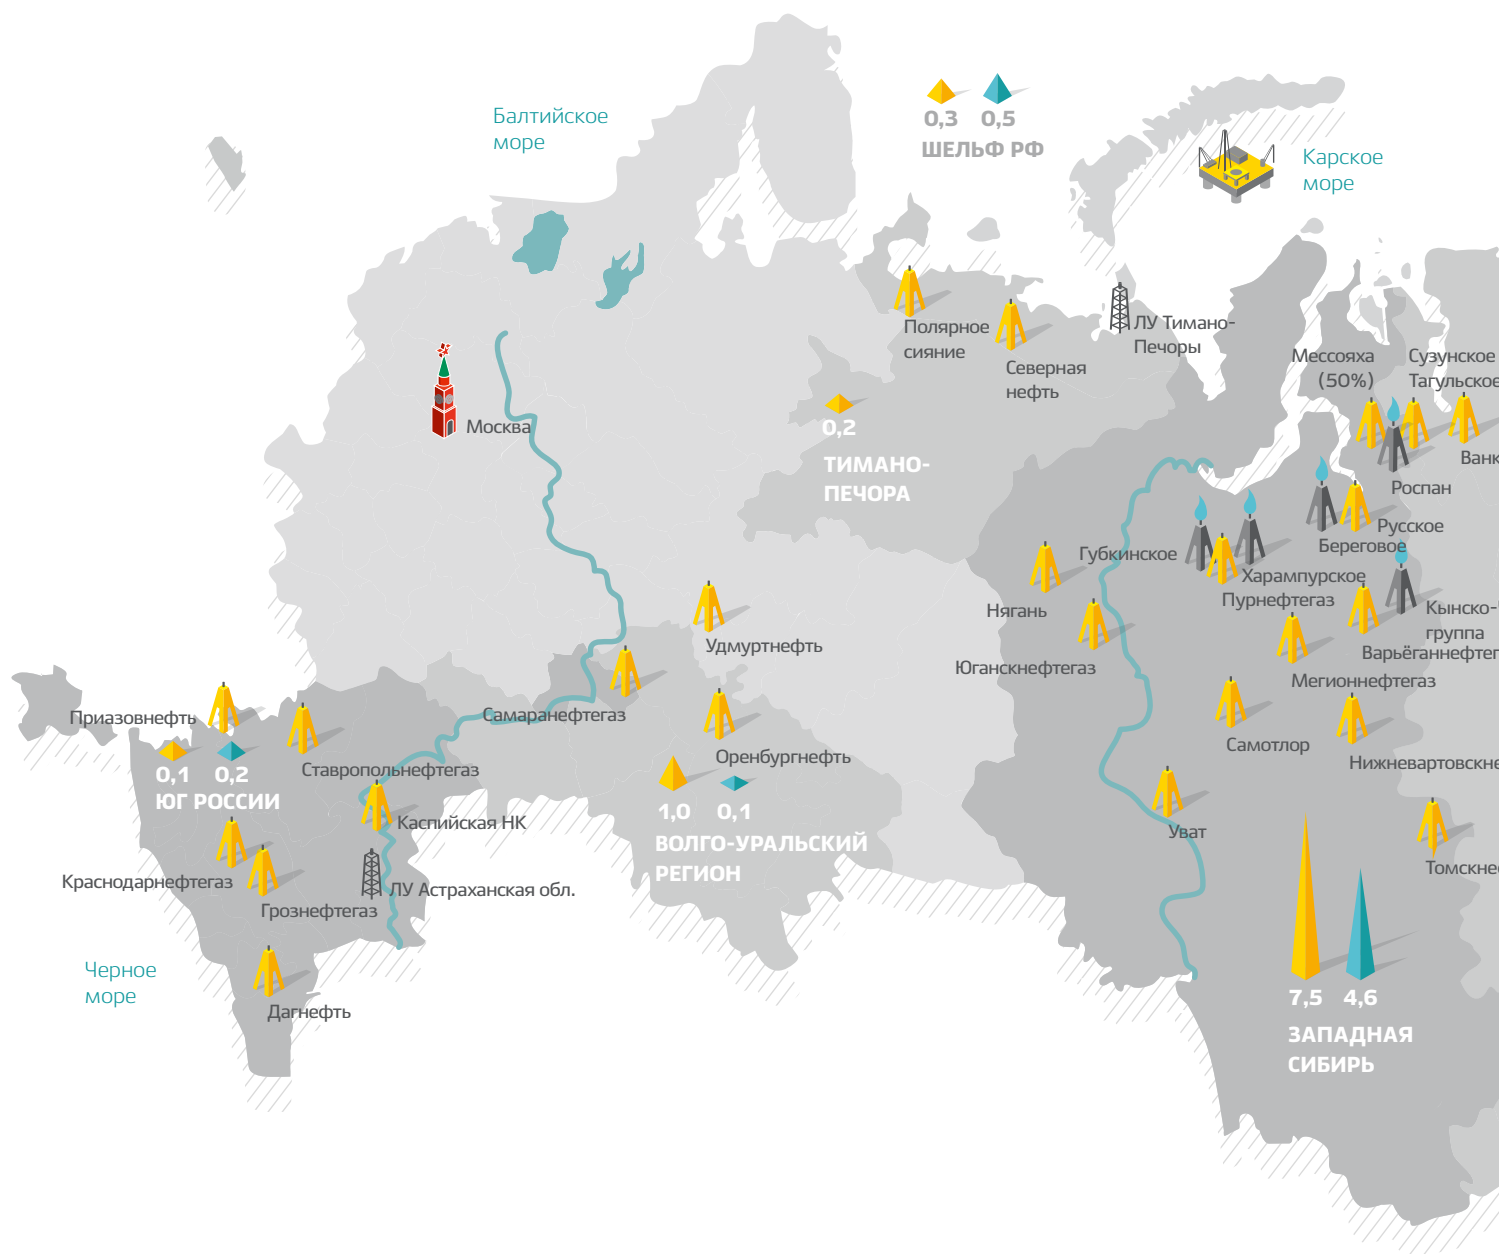 Балтийское
море
0,3 0,5
ШЕЛЬФ РФ
Карское
море
Полярное
сияние
Северная
нефть
ЛУ Тимано-
Печоры
Мессояха
(50%)
Сузунское
Тагульское
Москва
0,2
ТИМАНО-
ПЕЧОРА
Роспан
Русское
Береговое
Губкинское
Харампурское
Пурнефтегаз
Нягань
Кынско-
группа
Удмуртнефть
Юганскнефтегаз
Мегионнефтегаз
Приазовнефть
Самаранефтегаз
Самотлор
Оренбургнефть
Ставропольнефтегаз
0,1 0,2
ЮГ РОССИИ
1,0 0,1
ВОЛГО-УРАЛЬСКИЙ
РЕГИОН
Каспийская НК
Уват
Краснодарнефтегаз
ЛУ Астраханская обл.
Грознефтегаз
Черное
море
Дагнефть
7,5 4,6
ЗАПАДНАЯ
СИБИРЬ